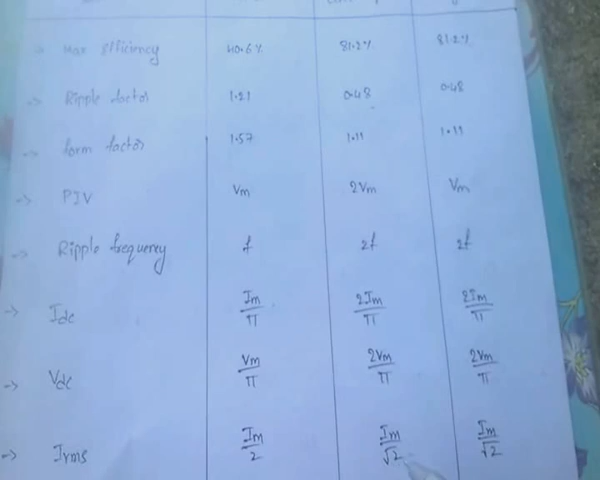 -> Max efficiency 40.6% 81.2% 81.2%
-> Ripple factor 1.21 0.48 0.48
-> form factor 1.57 1.11 1.11
-> PIV Vm 2Vm Vm
-> Ripple frequency f 2f 2f
-> Idc Im/π 2Im/π 2Im/π
-> Vdc Vm/π 2Vm/π 2Vm/π
-> Irms Im/2 Im/√2 Im/√2